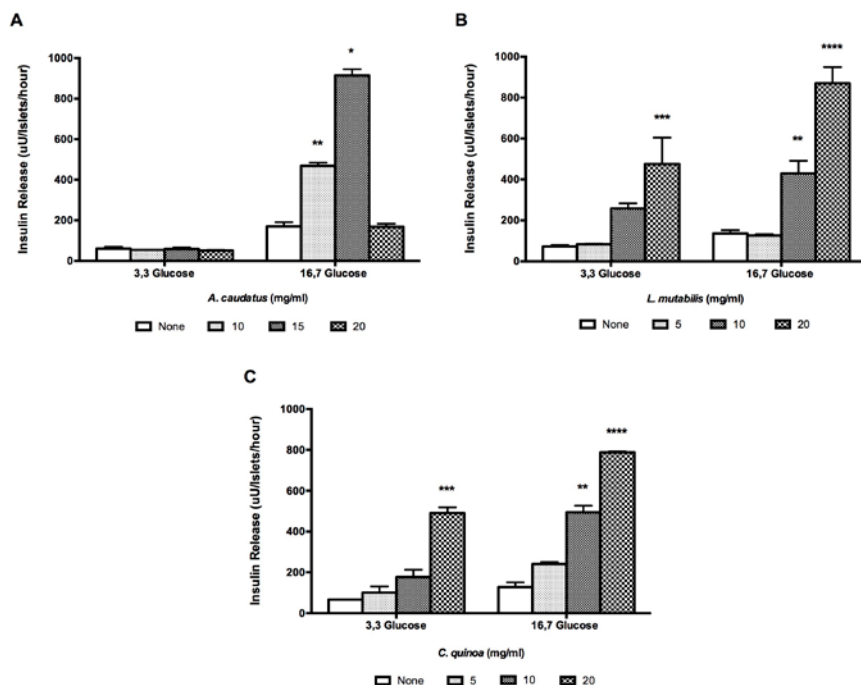 A
Insulin Release (uU/Islets/hour)
1000
800
600
400
200
0
*
**
3,3 Glucose 16,7 Glucose
A. caudatus (mg/ml)
None 10 15 20
B
Insulin Release (uU/Islets/hour)
1000
800
600
400
200
0
****
***
**
3,3 Glucose 16,7 Glucose
L. mutabilis (mg/ml)
None 5 10 20
C
Insulin Release (uU/Islets/hour)
1000
800
600
400
200
0
****
***
**
3,3 Glucose 16,7 Glucose
C. quinoa (mg/ml)
None 5 10 20